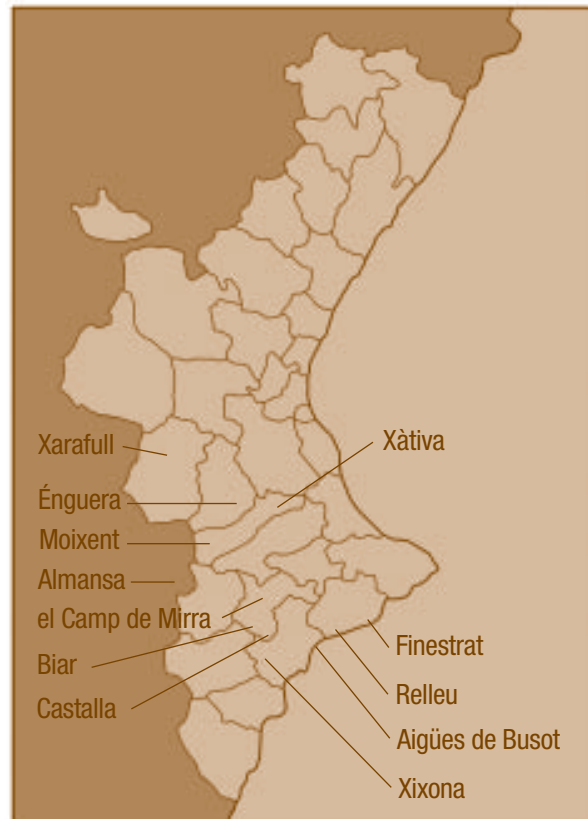 Xarafull
Xàtiva
Énguera
Moixent
Almansa
el Camp de Mirra
Biar
Castalla
Finestrat
Relleu
Aigües de Busot
Xixona